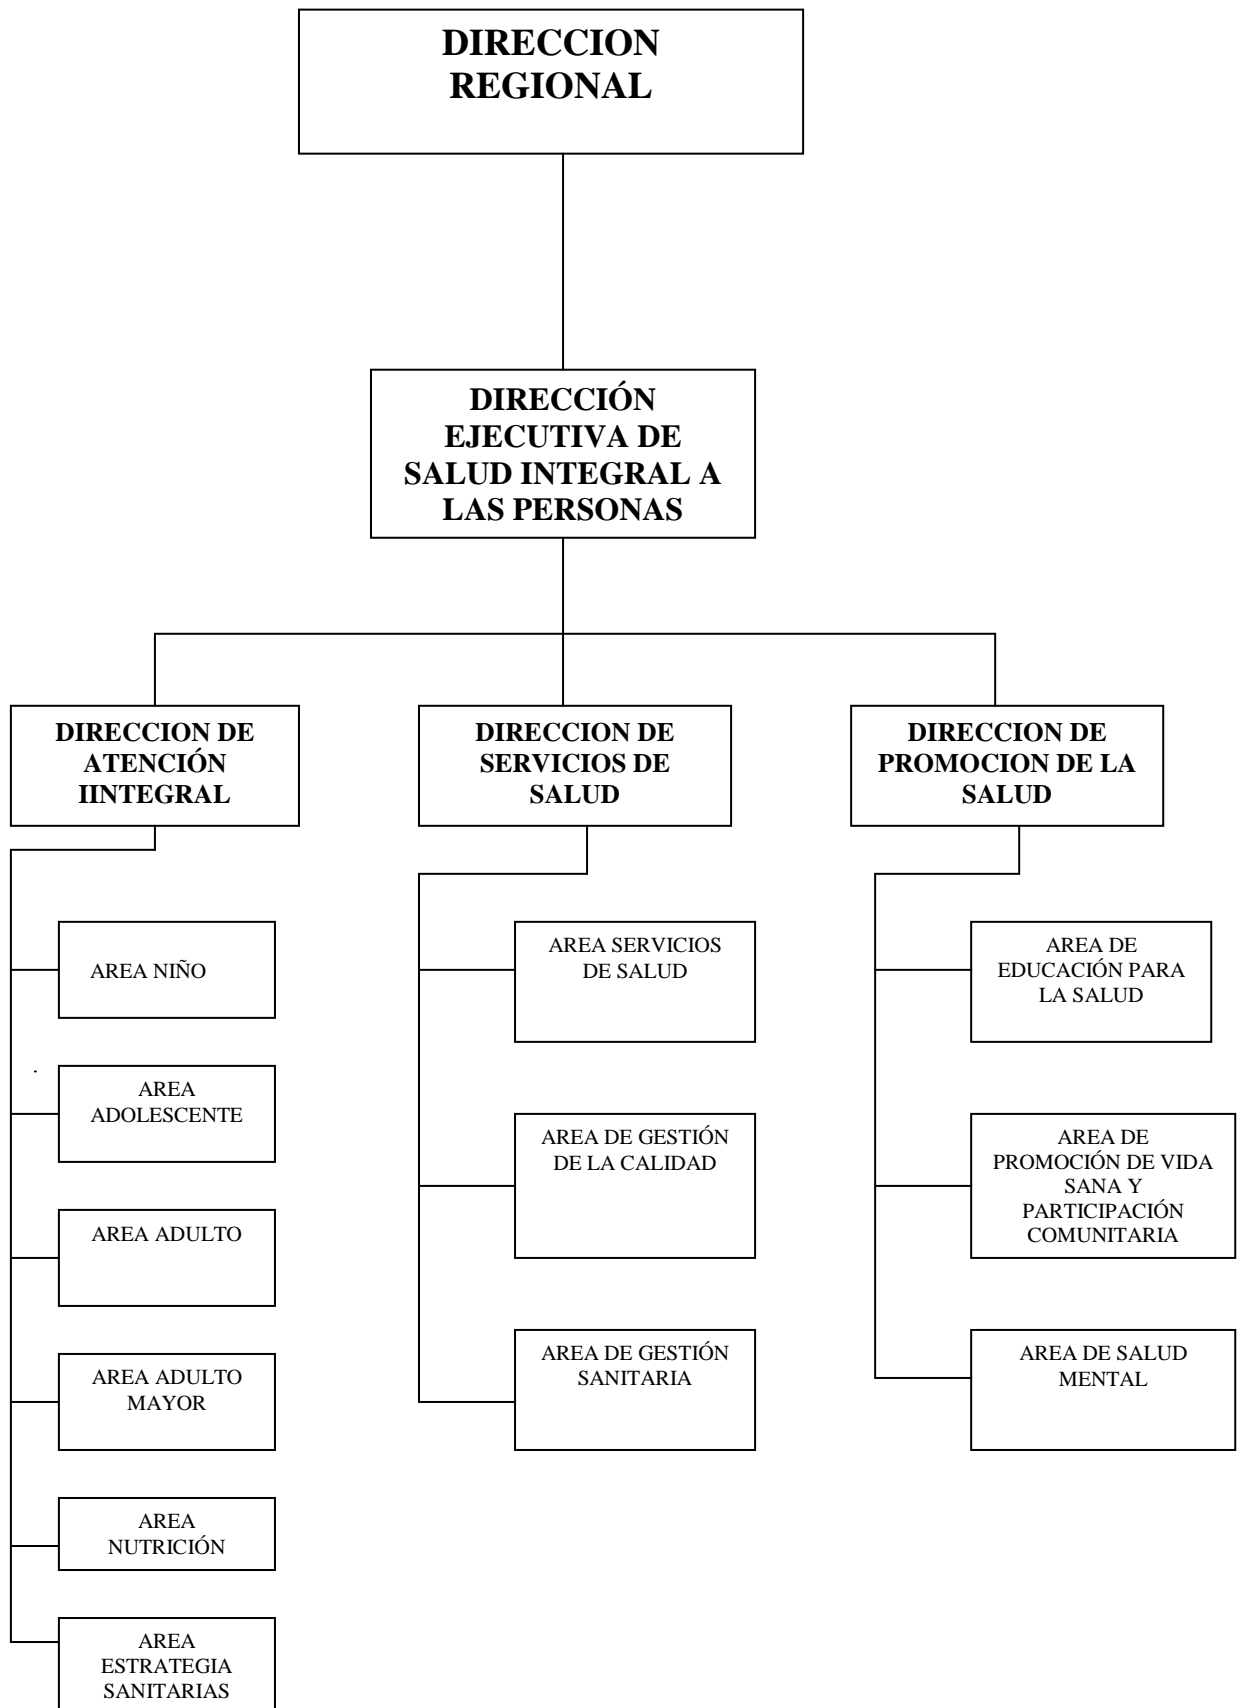 DIRECCION
REGIONAL
DIRECCIÓN
EJECUTIVA DE
SALUD INTEGRAL A
LAS PERSONAS
DIRECCION DE
ATENCIÓN
IINTEGRAL
DIRECCION DE
SERVICIOS DE
SALUD
DIRECCION DE
PROMOCION DE LA
SALUD
AREA NIÑO
AREA
ADOLESCENTE
AREA ADULTO
AREA ADULTO
MAYOR
AREA
NUTRICIÓN
AREA
ESTRATEGIA
SANITARIAS
AREA SERVICIOS
DE SALUD
AREA DE GESTIÓN
DE LA CALIDAD
AREA DE GESTIÓN
SANITARIA
AREA DE
EDUCACIÓN PARA
LA SALUD
AREA DE
PROMOCIÓN DE VIDA
SANA Y
PARTICIPACIÓN
COMUNITARIA
AREA DE SALUD
MENTAL